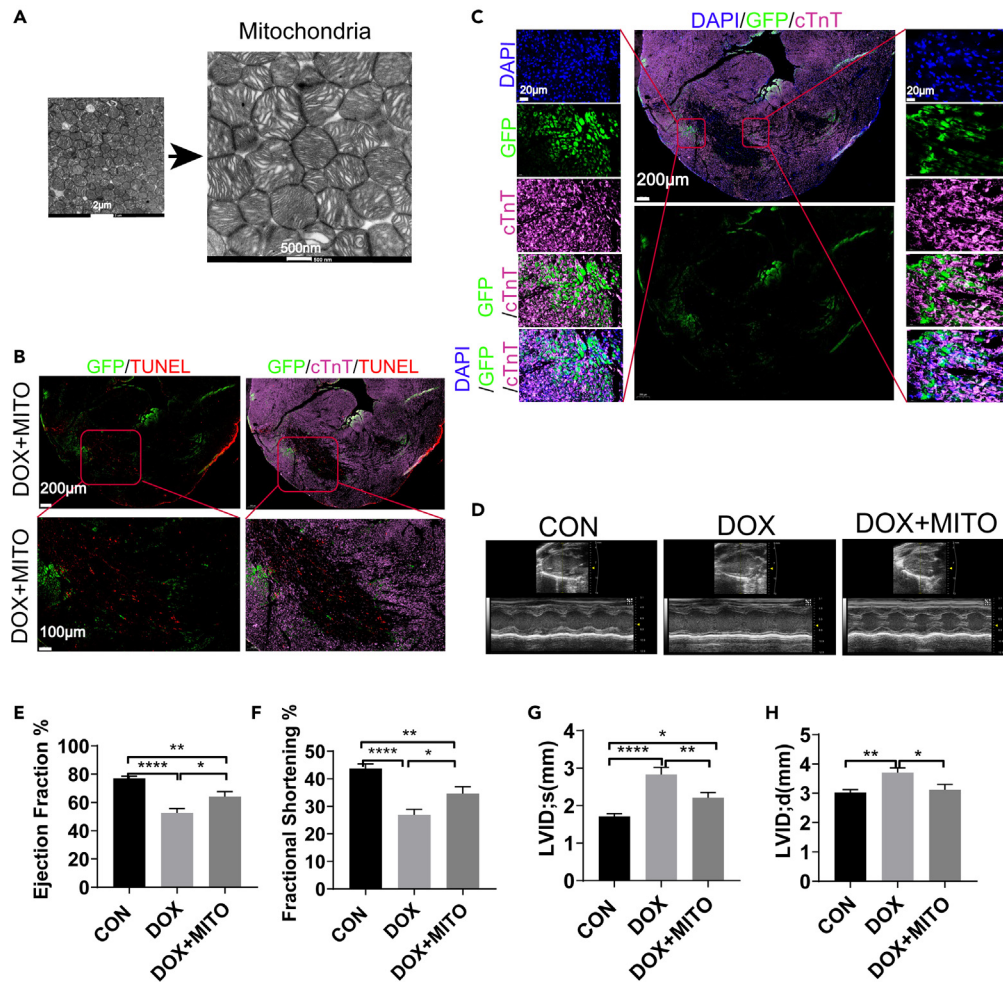 A
Mitochondria
2μm
500nm
500 nm
B
GFP/TUNEL
GFP/cTnT/TUNEL
DOX+MITO
200μm
DOX+MITO
100μm
C
DAPI/GFP/cTnT
DAPI
20μm
GFP
cTnT
GFP
/cTnT
DAPI
/GFP
/cTnT
200μm
20μm
D
CON
DOX
DOX+MITO
E
Ejection Fraction %
100
80
60
40
20
0
**
****
*
CON
DOX
DOX+MITO
F
Fractional Shortening %
50
40
30
20
10
0
**
****
*
CON
DOX
DOX+MITO
G
LVID;s(mm)
4
3
2
1
0
*
****
**
CON
DOX
DOX+MITO
H
LVID;d(mm)
5
4
3
2
1
0
**
*
CON
DOX
DOX+MITO